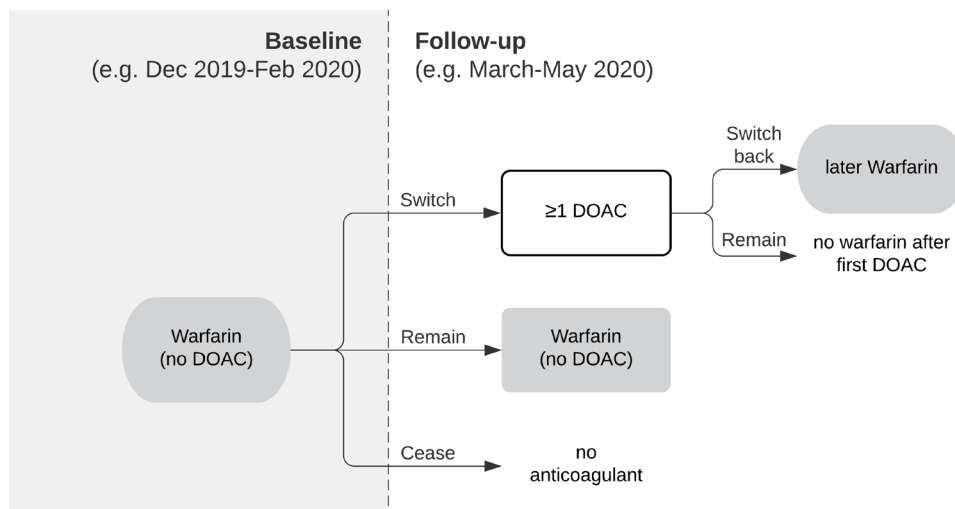 Baseline
(e.g. Dec 2019-Feb 2020)
Follow-up
(e.g. March-May 2020)
Warfarin
(no DOAC)
Switch
≥1 DOAC
Switch
back
later Warfarin
Remain
no warfarin after
first DOAC
Remain
Warfarin
(no DOAC)
Cease
no
anticoagulant